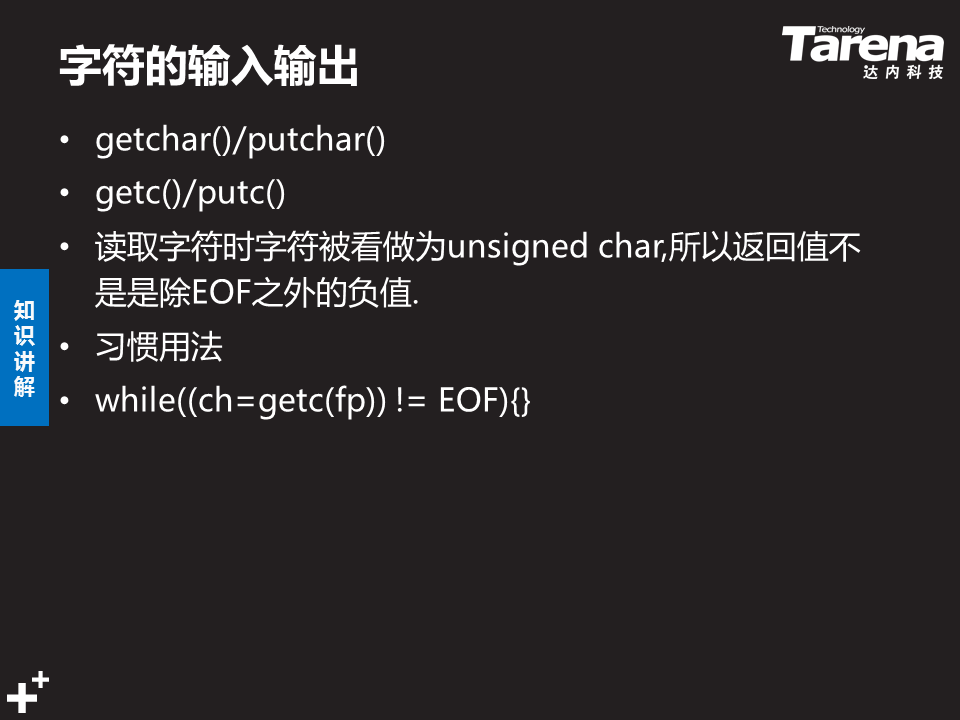 字符的输入输出
Technology
Tarena
达内科技
• getchar()/putchar()
• getc()/putc()
• 读取字符时字符被看做为unsigned char,所以返回值不
是是除EOF之外的负值.
• 习惯用法
• while((ch=getc(fp)) != EOF){}
知
识
讲
解